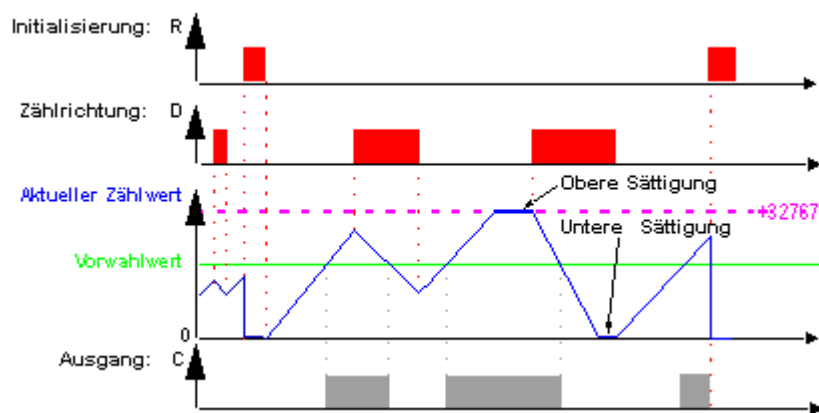 Initialisierung: R
Zählrichtung: D
Aktueller Zählwert
Obere Sättigung
+32767
Untere Sättigung
Vorwahlwert
0
Ausgang: C